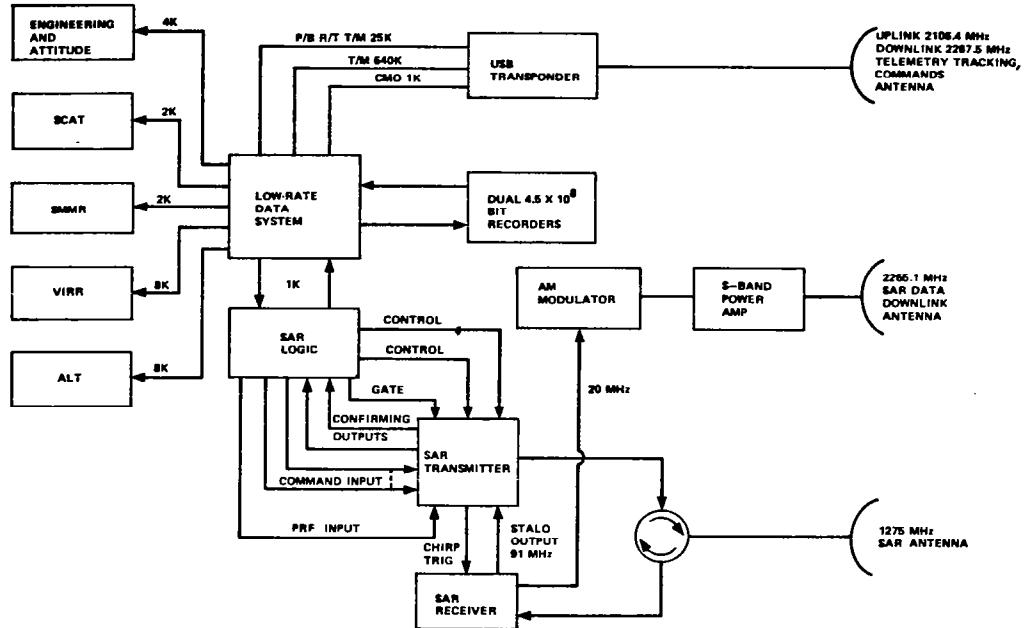 ENGINEERING
AND
ATTITUDE
4K
SCAT
2K
SMMR
2K
VIRR
8K
ALT
8K
P/B R/T T/M 25K
T/M 640K
CMO 1K
USB
TRANSPONDER
UPLINK 2106.4 MHz
DOWNLINK 2287.5 MHz
TELEMETRY TRACKING,
COMMANDS
ANTENNA
LOW-RATE
DATA
SYSTEM
DUAL 4.5 X 10⁸
BIT
RECORDERS
1K
AM
MODULATOR
S-BAND
POWER
AMP
2265.1 MHz
SAR DATA
DOWNLINK
ANTENNA
SAR
LOGIC
CONTROL
CONTROL
GATE
CONFIRMING
OUTPUTS
COMMAND INPUT
PRF INPUT
SAR
TRANSMITTER
20 MHz
CHIRP
TRIG
STALO
OUTPUT
91 MHz
SAR
RECEIVER
1275 MHz
SAR ANTENNA